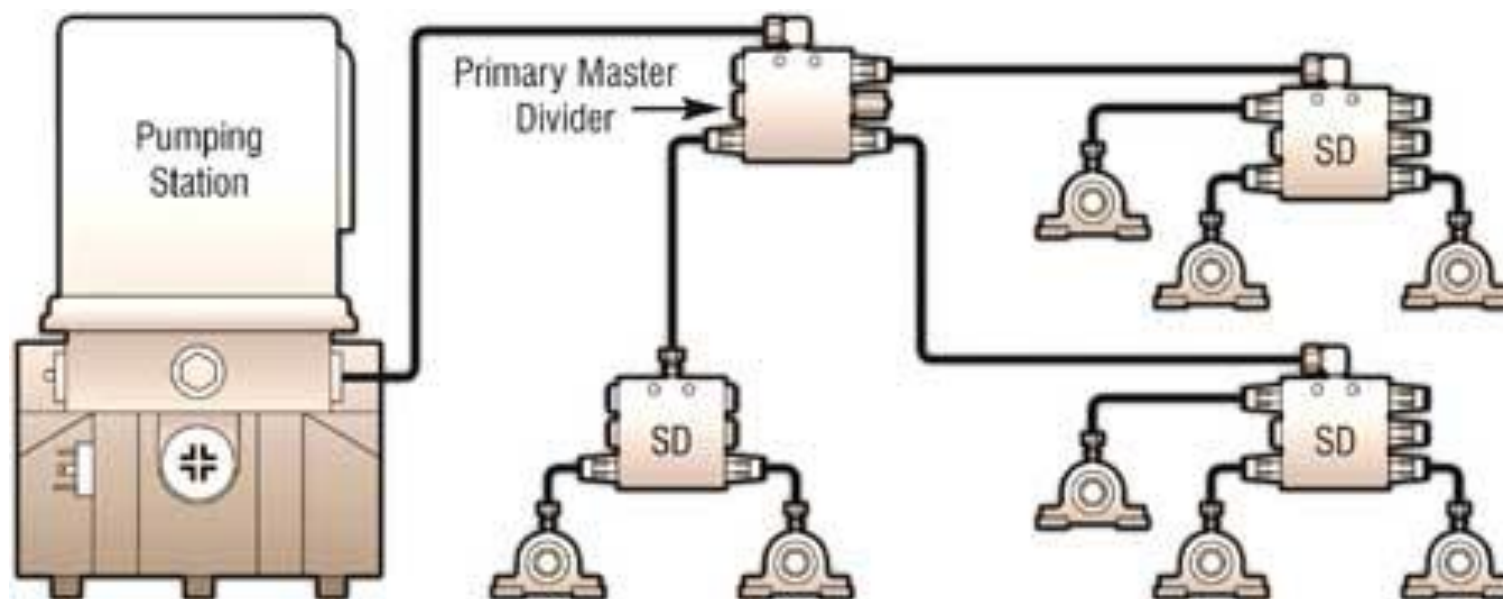 Pumping
Station
Primary Master
Divider
SD
SD
SD